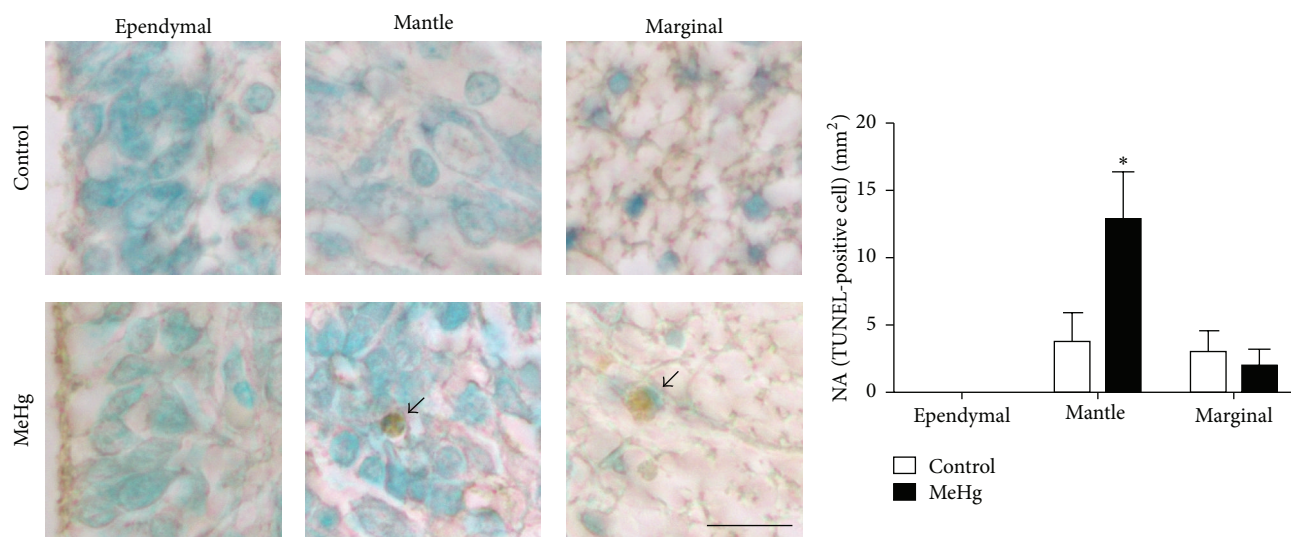 Ependymal
Mantle
Marginal
Control
MeHg
NA (TUNEL-positive cell) (mm²)
20
15
10
5
0
*
Ependymal
Mantle
Marginal
Control
MeHg